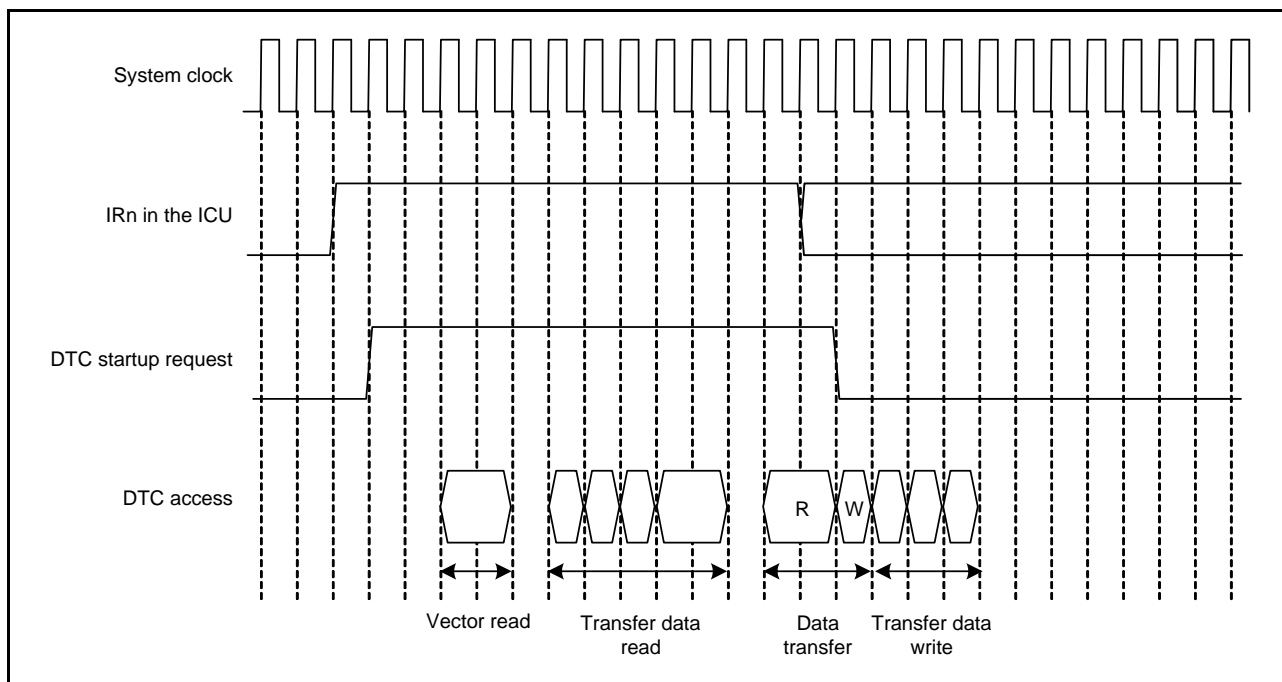 System clock
IRn in the ICU
DTC startup request
DTC access
R
W
Vector read
Transfer data
read
Data
transfer
Transfer data
write